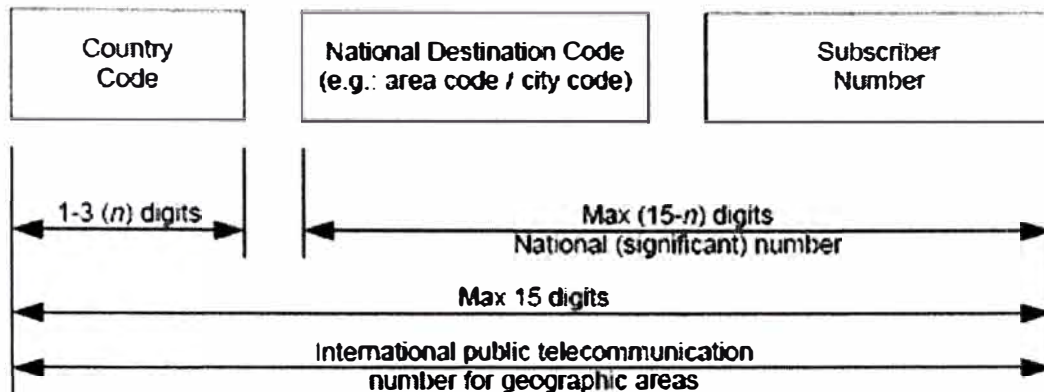 Country
Code
National Destination Code
(e.g.: area code / city code)
Subscriber
Number
1-3 (n) digits
Max (15-n) digits
National (significant) number
Max 15 digits
International public telecommunication
number for geographic areas